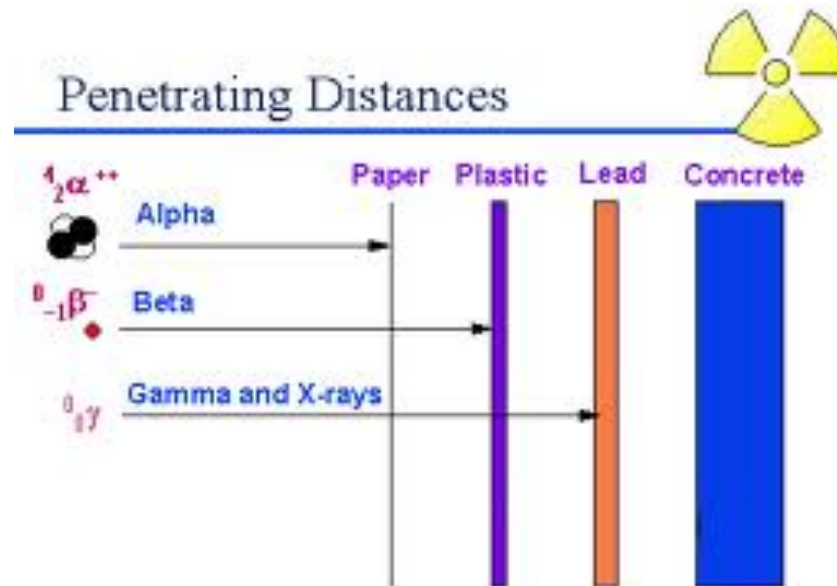 Penetrating Distances
Paper Plastic Lead Concrete
⁴₂α⁺⁺
Alpha
⁰₋₁β⁻
Beta
⁰₀γ
Gamma and X-rays